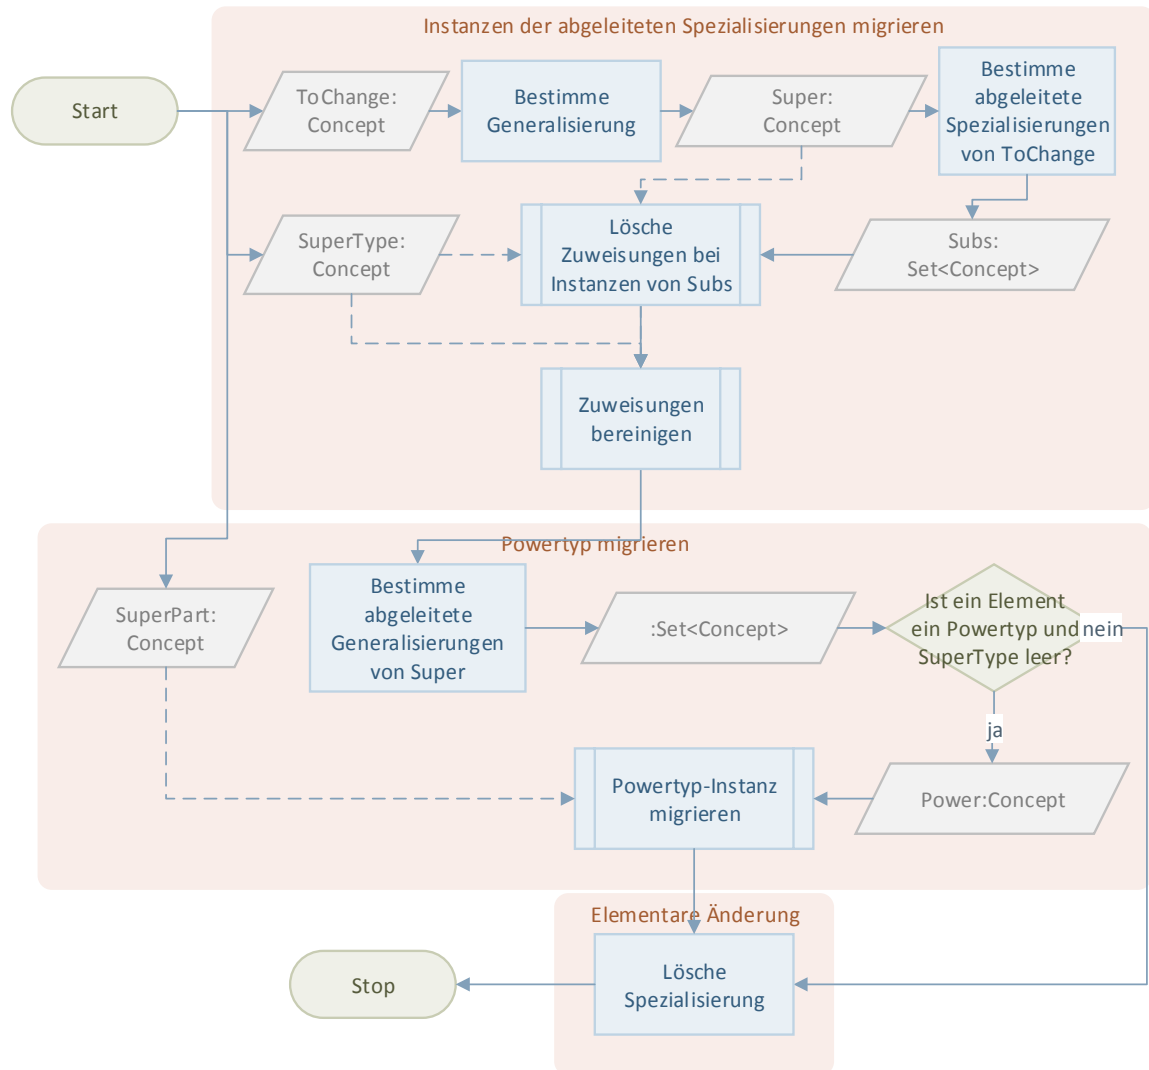 Instanzen der abgeleiteten Spezialisierungen migrieren
Start
ToChange:
Concept
Bestimme
Generalisierung
Super:
Concept
Bestimme
abgeleitete
Spezialisierungen
von ToChange
SuperType:
Concept
Lösche
Zuweisungen bei
Instanzen von Subs
Subs:
Set<Concept>
Zuweisungen
bereinigen
Powertyp migrieren
SuperPart:
Concept
Bestimme
abgeleitete
Generalisierungen
von Super
:Set<Concept>
Ist ein Element
ein Powertyp und
SuperType leer?
nein
ja
Powertyp-Instanz
migrieren
Power:Concept
Elementare Änderung
Lösche
Spezialisierung
Stop